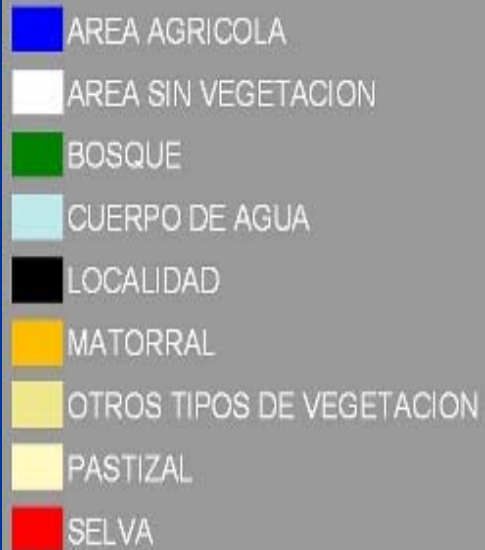 AREA AGRICOLA
AREA SIN VEGETACION
BOSQUE
CUERPO DE AGUA
LOCALIDAD
MATORRAL
OTROS TIPOS DE VEGETACION
PASTIZAL
SELVA